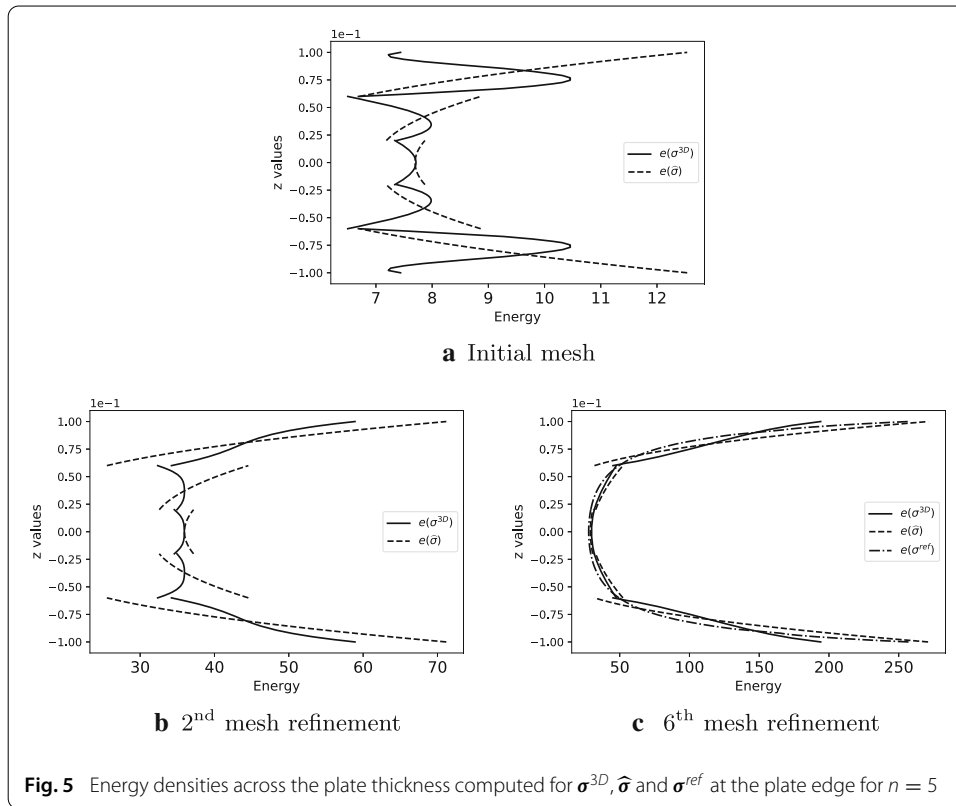 1e−1
1.00
0.75
0.50
0.25
0.00
−0.25
−0.50
−0.75
−1.00
z values
7 8 9 10 11 12
Energy
e(σ^{3D})
e(σ̂)
a Initial mesh
1e−1
1.00
0.75
0.50
0.25
0.00
−0.25
−0.50
−0.75
−1.00
z values
30 40 50 60 70
Energy
e(σ^{3D})
e(σ̂)
b 2nd mesh refinement
1e−1
1.00
0.75
0.50
0.25
0.00
−0.25
−0.50
−0.75
−1.00
z values
50 100 150 200 250
Energy
e(σ^{3D})
e(σ̂)
e(σ^{ref})
c 6th mesh refinement
Fig. 5 Energy densities across the plate thickness computed for σ^{3D}, σ̂ and σ^{ref} at the plate edge for n = 5